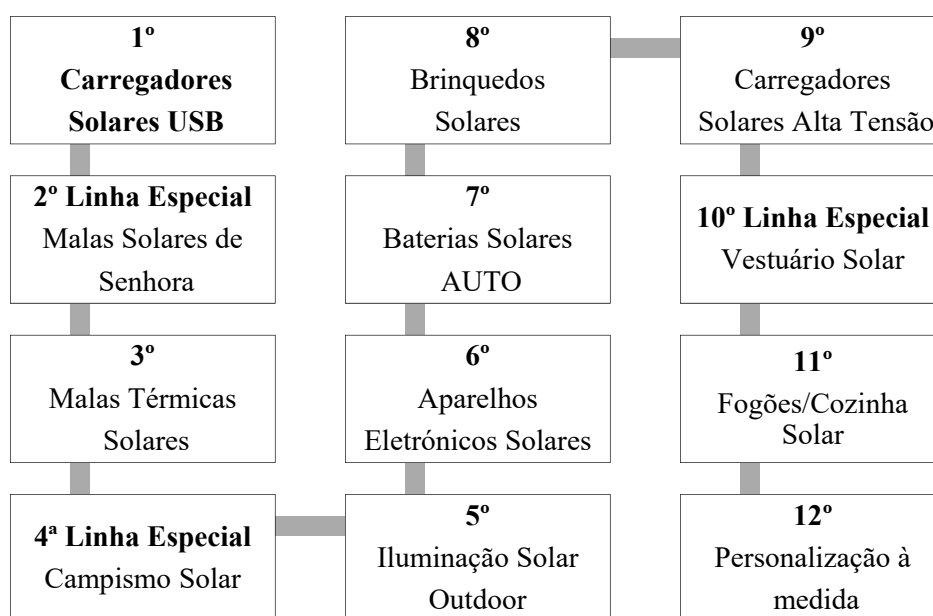 1º
Carregadores
Solares USB
2º Linha Especial
Malas Solares de
Senhora
3º
Malas Térmicas
Solares
4ª Linha Especial
Campismo Solar
5º
Iluminação Solar
Outdoor
6º
Aparelhos
Eletrónicos Solares
7º
Baterias Solares
AUTO
8º
Brinquedos
Solares
9º
Carregadores
Solares Alta Tensão
10º Linha Especial
Vestuário Solar
11º
Fogões/Cozinha
Solar
12º
Personalização à
medida